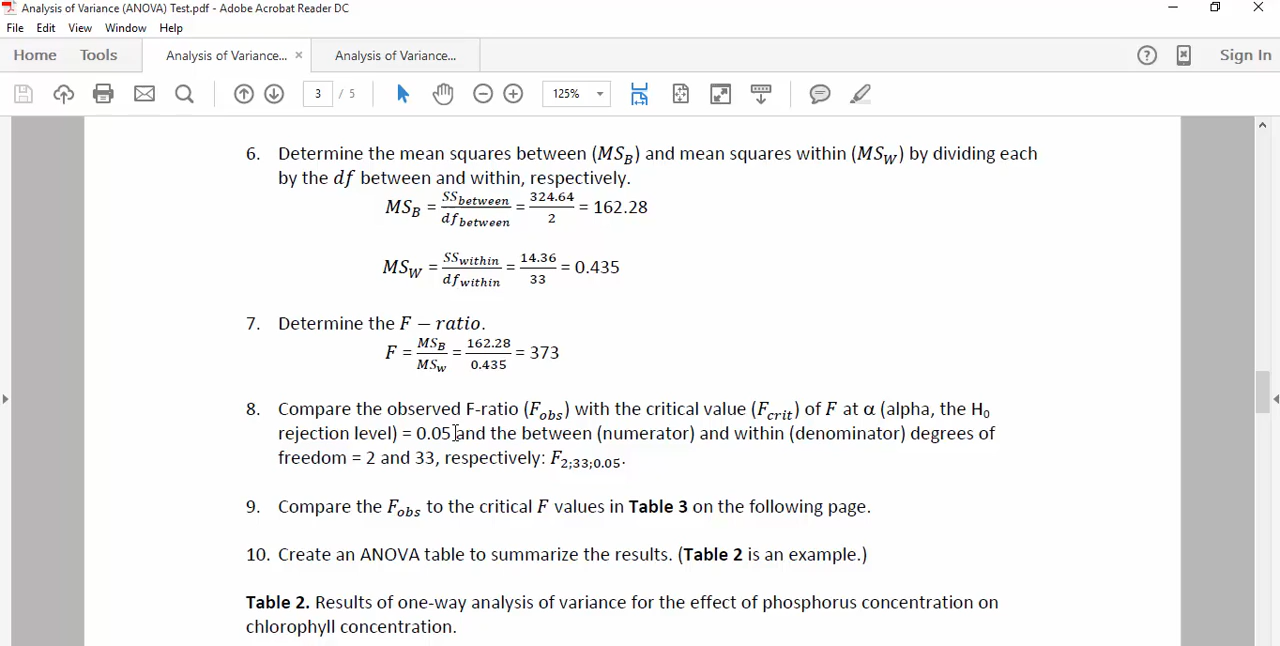 Analysis of Variance (ANOVA) Test.pdf - Adobe Acrobat Reader DC
File Edit View Window Help
Home Tools Analysis of Variance... × Analysis of Variance... Sign In
3 / 5 125%
6. Determine the mean squares between (MS_B) and mean squares within (MS_W) by dividing each
by the df between and within, respectively.
MS_B = SS_between / df_between = 324.64 / 2 = 162.28
MS_W = SS_within / df_within = 14.36 / 33 = 0.435
7. Determine the F − ratio.
F = MS_B / MS_w = 162.28 / 0.435 = 373
8. Compare the observed F-ratio (F_obs) with the critical value (F_crit) of F at α (alpha, the H₀
rejection level) = 0.05 and the between (numerator) and within (denominator) degrees of
freedom = 2 and 33, respectively: F_2;33;0.05.
9. Compare the F_obs to the critical F values in Table 3 on the following page.
10. Create an ANOVA table to summarize the results. (Table 2 is an example.)
Table 2. Results of one-way analysis of variance for the effect of phosphorus concentration on
chlorophyll concentration.